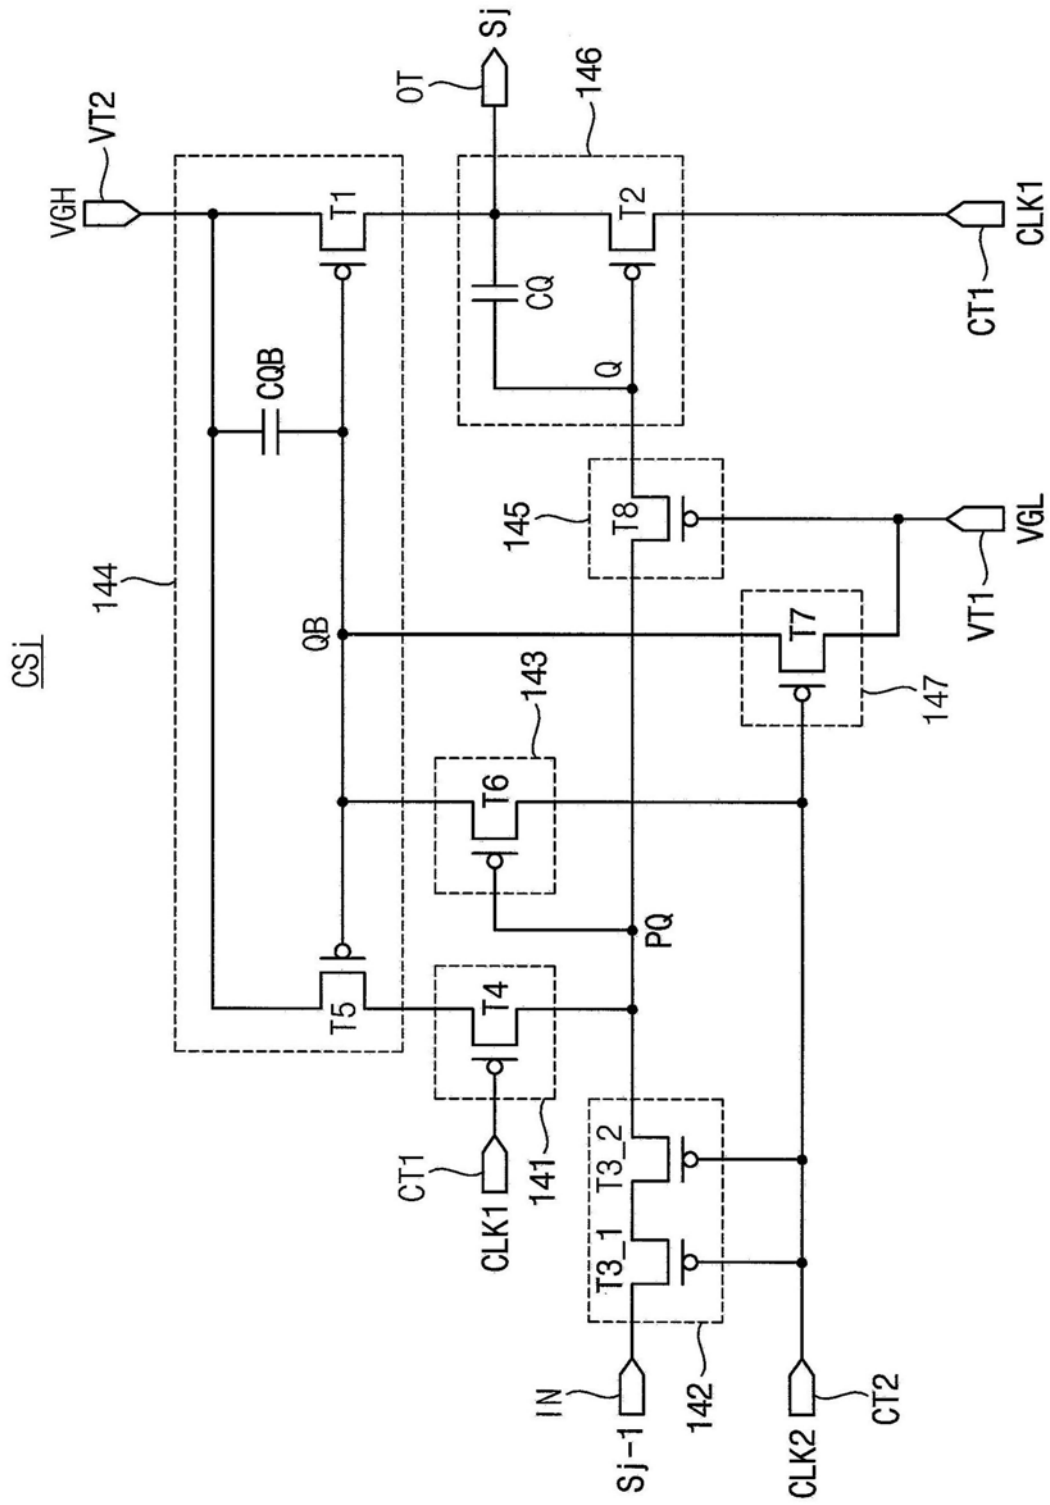 CSj
144
VGH
VT2
CQB
T1
QB
T5
OT
Sj
146
CQ
Q
T2
145
T8
143
T6
PQ
CT1
CLK1
141
T4
T3_1
T3_2
142
IN
Sj-1
CLK2
CT2
T7
147
VT1
VGL
CT1
CLK1